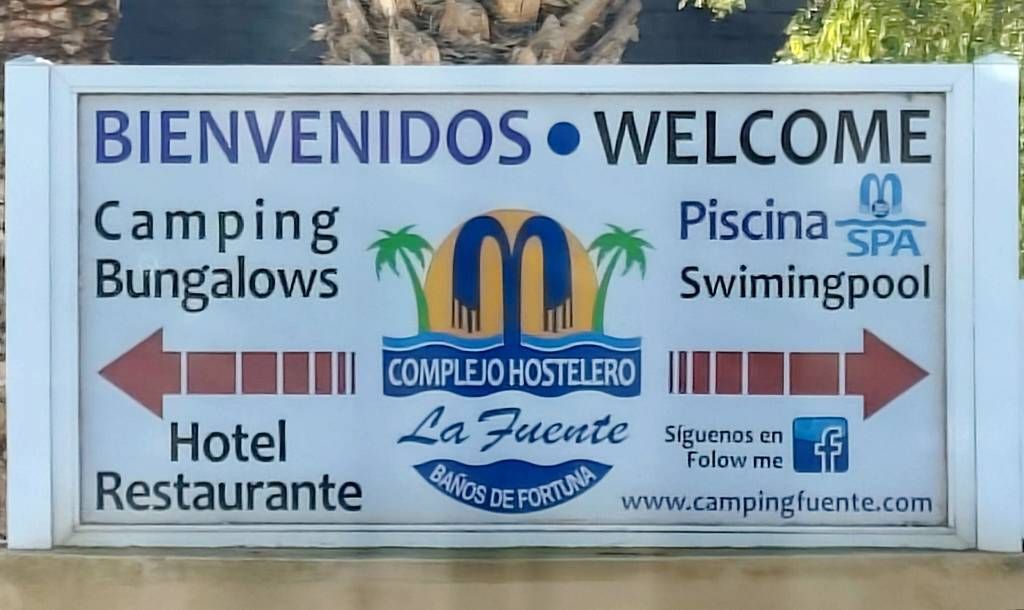 BIENVENIDOS • WELCOME
Camping
Bungalows
Hotel
Restaurante
COMPLEJO HOSTELERO
La Fuente
BAÑOS DE FORTUNA
Piscina SPA
Swimingpool
Síguenos en
Folow me
f
www.campingfuente.com